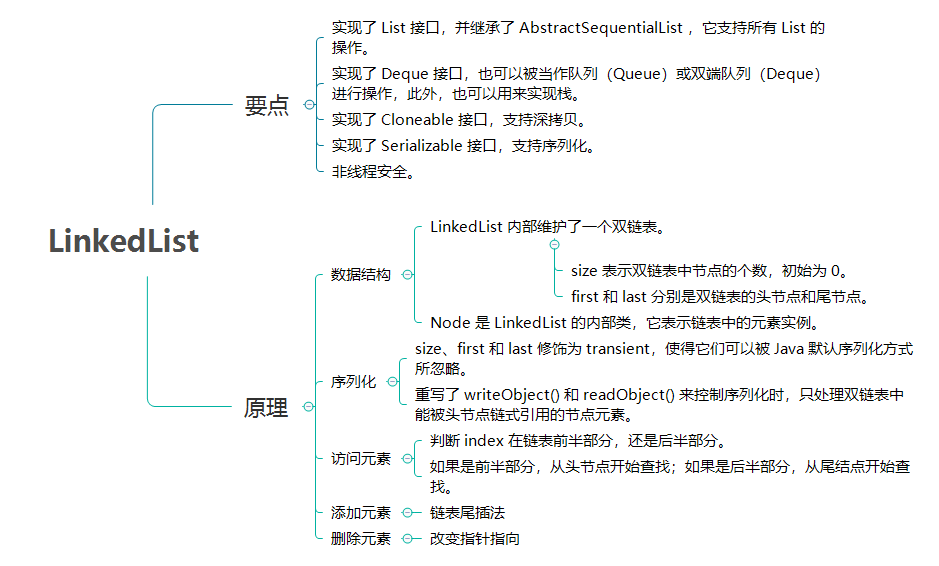 LinkedList
要点
实现了 List 接口，并继承了 AbstractSequentialList ，它支持所有 List 的
操作。
实现了 Deque 接口，也可以被当作队列（Queue）或双端队列（Deque）
进行操作，此外，也可以用来实现栈。
实现了 Cloneable 接口，支持深拷贝。
实现了 Serializable 接口，支持序列化。
非线程安全。
原理
数据结构
LinkedList 内部维护了一个双链表。
size 表示双链表中节点的个数，初始为 0。
first 和 last 分别是双链表的头节点和尾节点。
Node 是 LinkedList 的内部类，它表示链表中的元素实例。
序列化
size、first 和 last 修饰为 transient，使得它们可以被 Java 默认序列化方式
所忽略。
重写了 writeObject() 和 readObject() 来控制序列化时，只处理双链表中
能被头节点链式引用的节点元素。
访问元素
判断 index 在链表前半部分，还是后半部分。
如果是前半部分，从头节点开始查找；如果是后半部分，从尾结点开始查
找。
添加元素
链表尾插法
删除元素
改变指针指向